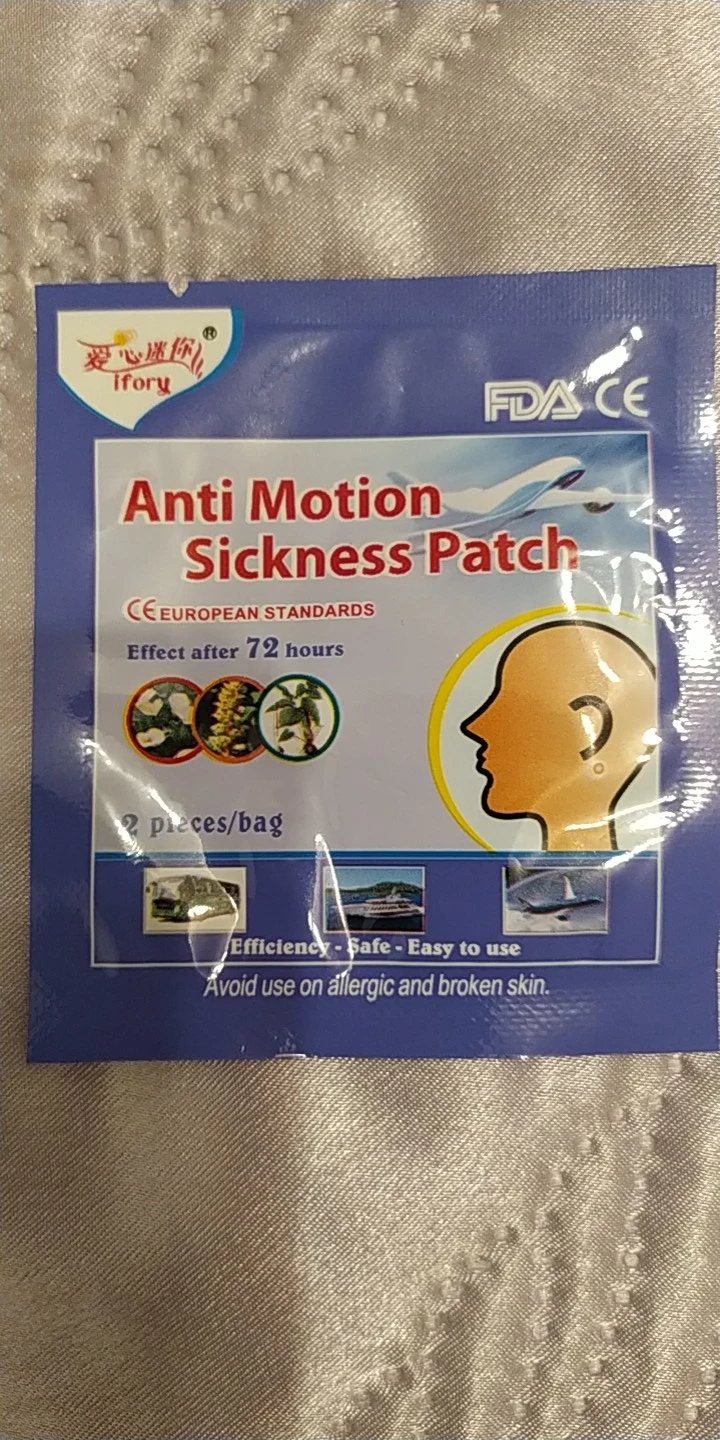 爱心迷你®
ifory
FDA CE
Anti Motion
Sickness Patch
CE EUROPEAN STANDARDS
Effect after 72 hours
2 pieces/bag
Efficiency - Safe - Easy to use
Avoid use on allergic and broken skin.